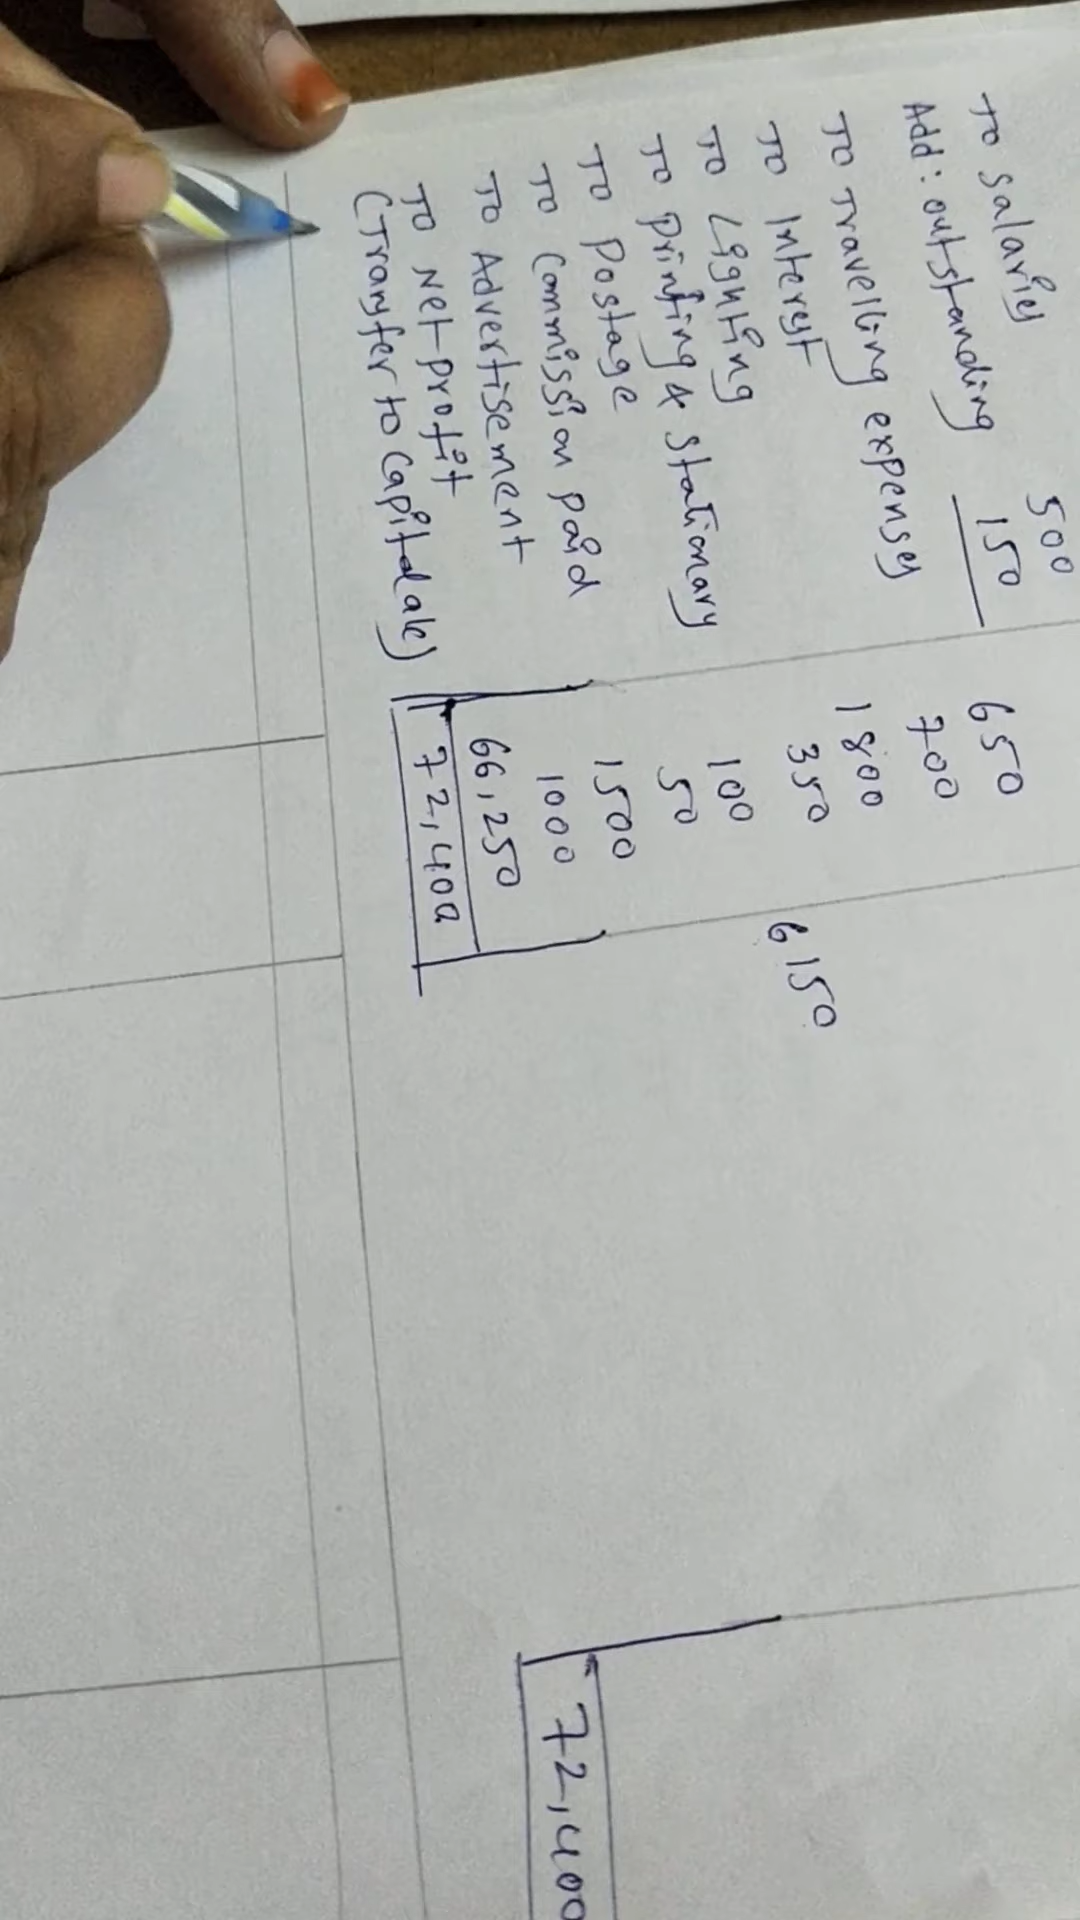 To salaries 500
Add: outstanding 150 650
To Travelling expenses 700
To Interest 1800
To Lighting 350
To printing & stationary 100
To postage 50
To Commission paid 1500
To Advertisement 1000
To Net profit 66,250
(Tranfer to Capital a/c) 72,400
6150
72,400